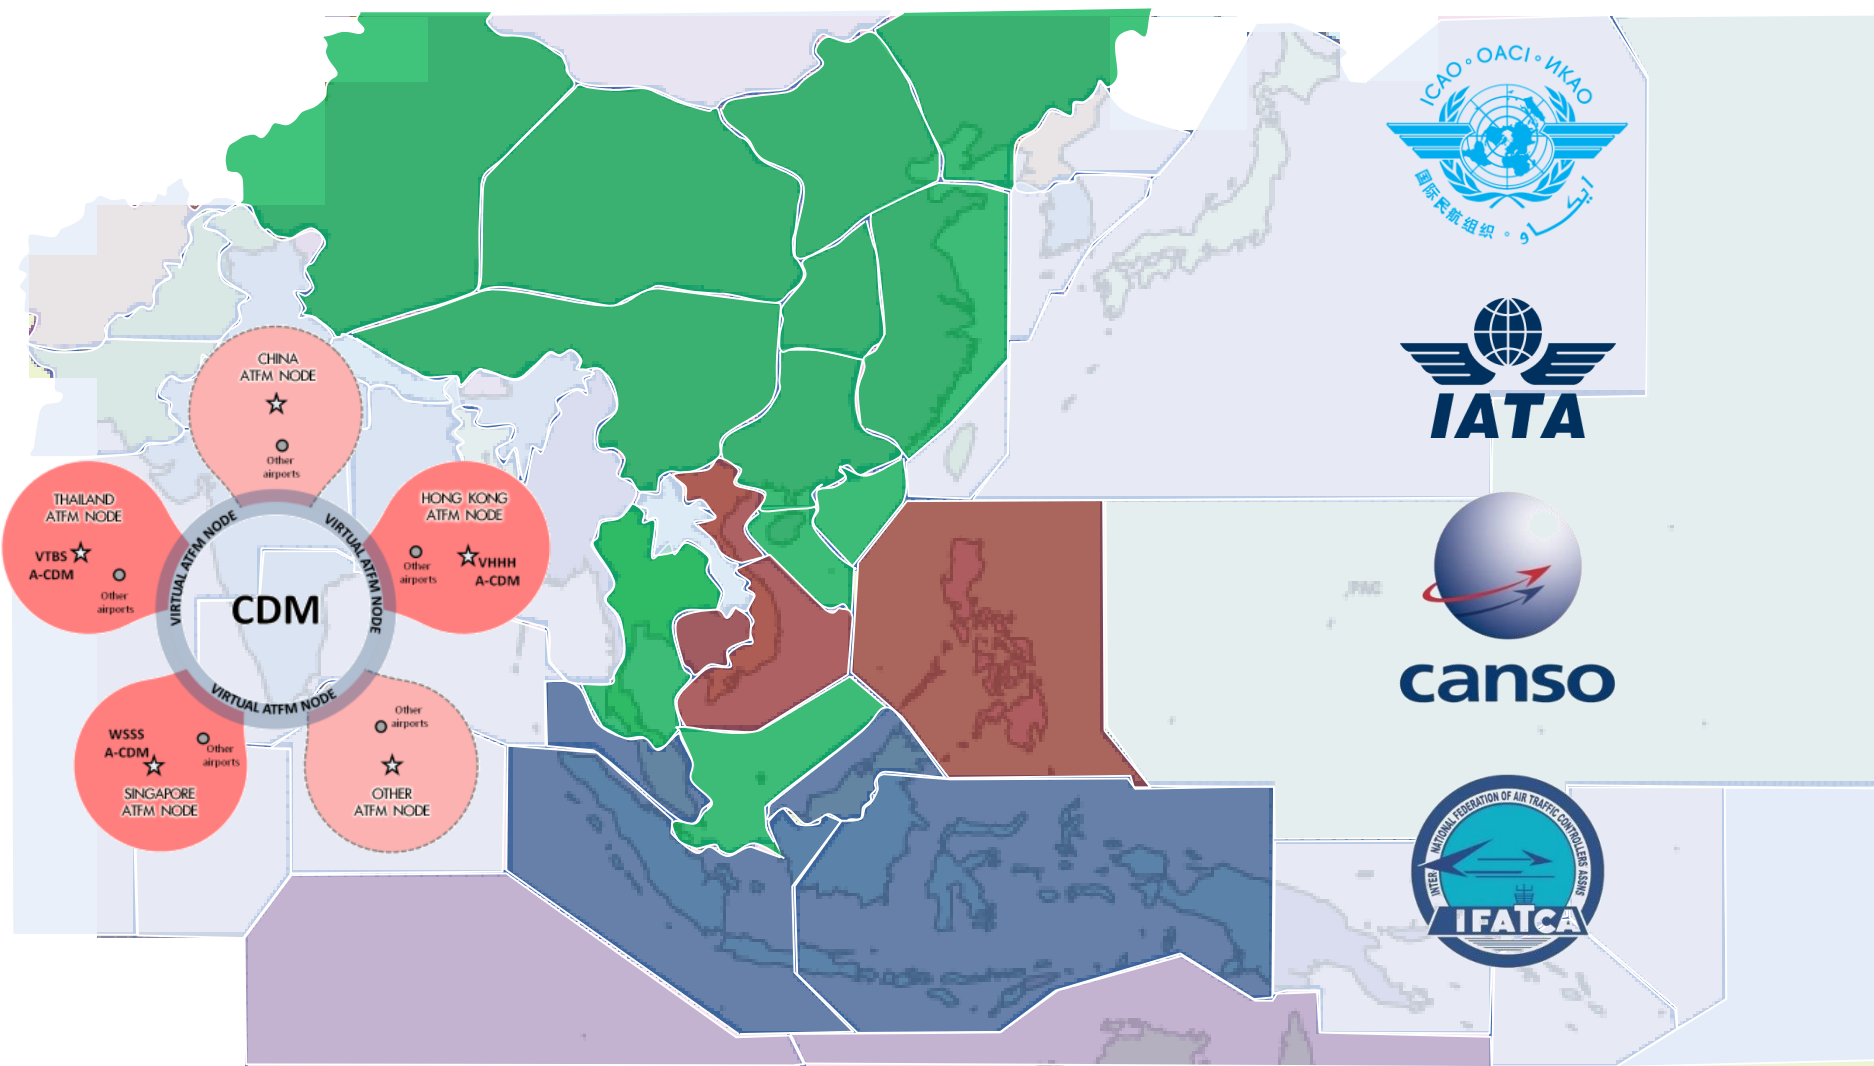 CHINA
ATFM NODE
Other
airports
THAILAND
ATFM NODE
VTBS
A-CDM
Other
airports
HONG KONG
ATFM NODE
Other
airports
VHHH
A-CDM
VIRTUAL ATFM NODE
VIRTUAL ATFM NODE
CDM
VIRTUAL ATFM NODE
WSSS
A-CDM
Other
airports
SINGAPORE
ATFM NODE
Other
airports
OTHER
ATFM NODE
ICAO ° OACI ° ИКАО
国际民航组织 ° ايكاو
IATA
canso
INTERNATIONAL FEDERATION OF AIR TRAFFIC CONTROLLERS ASSNS
IFATCA